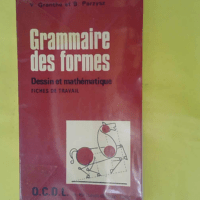 Grammaire
des formes
Dessin et mathématique
FICHES DE TRAVAIL
O.C.D.L.